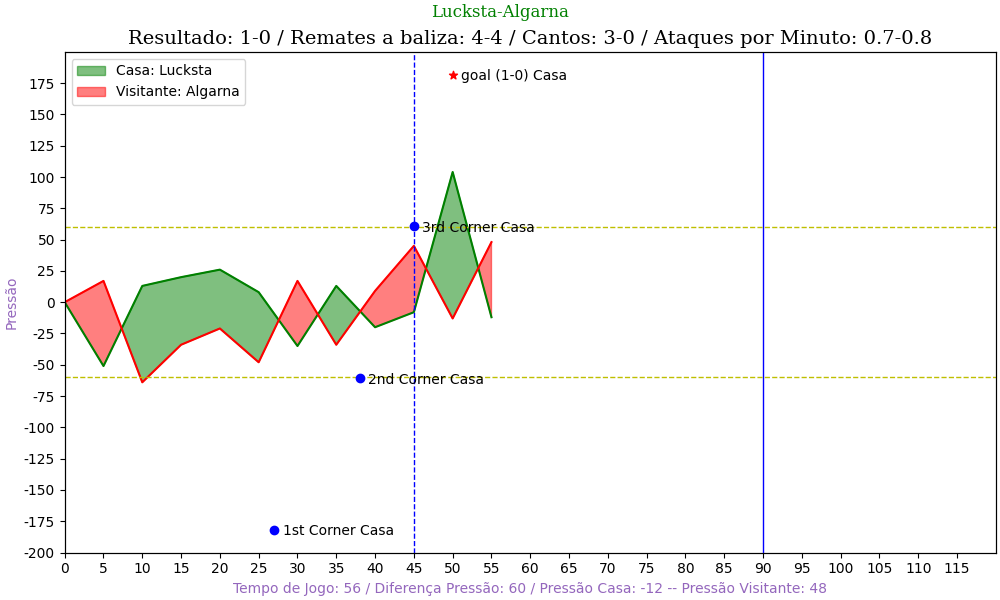 Lucksta-Algarna
Resultado: 1-0 / Remates a baliza: 4-4 / Cantos: 3-0 / Ataques por Minuto: 0.7-0.8
Casa: Lucksta
Visitante: Algarna
goal (1-0) Casa
3rd Corner Casa
2nd Corner Casa
1st Corner Casa
Pressão
175
150
125
100
75
50
25
0
-25
-50
-75
-100
-125
-150
-175
-200
0 5 10 15 20 25 30 35 40 45 50 55 60 65 70 75 80 85 90 95 100 105 110 115
Tempo de Jogo: 56 / Diferença Pressão: 60 / Pressão Casa: -12 -- Pressão Visitante: 48